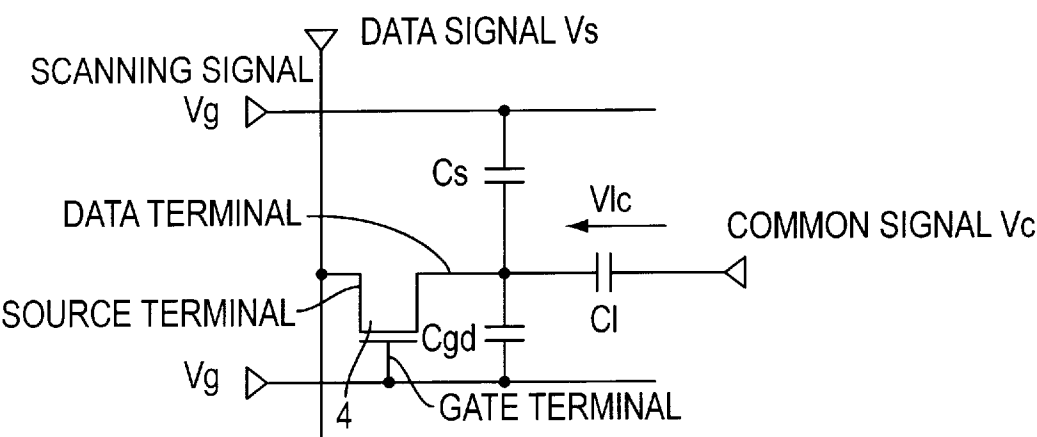 DATA SIGNAL Vs
SCANNING SIGNAL
Vg
Cs
Vlc
DATA TERMINAL
COMMON SIGNAL Vc
SOURCE TERMINAL
Cgd
Cl
Vg
4
GATE TERMINAL